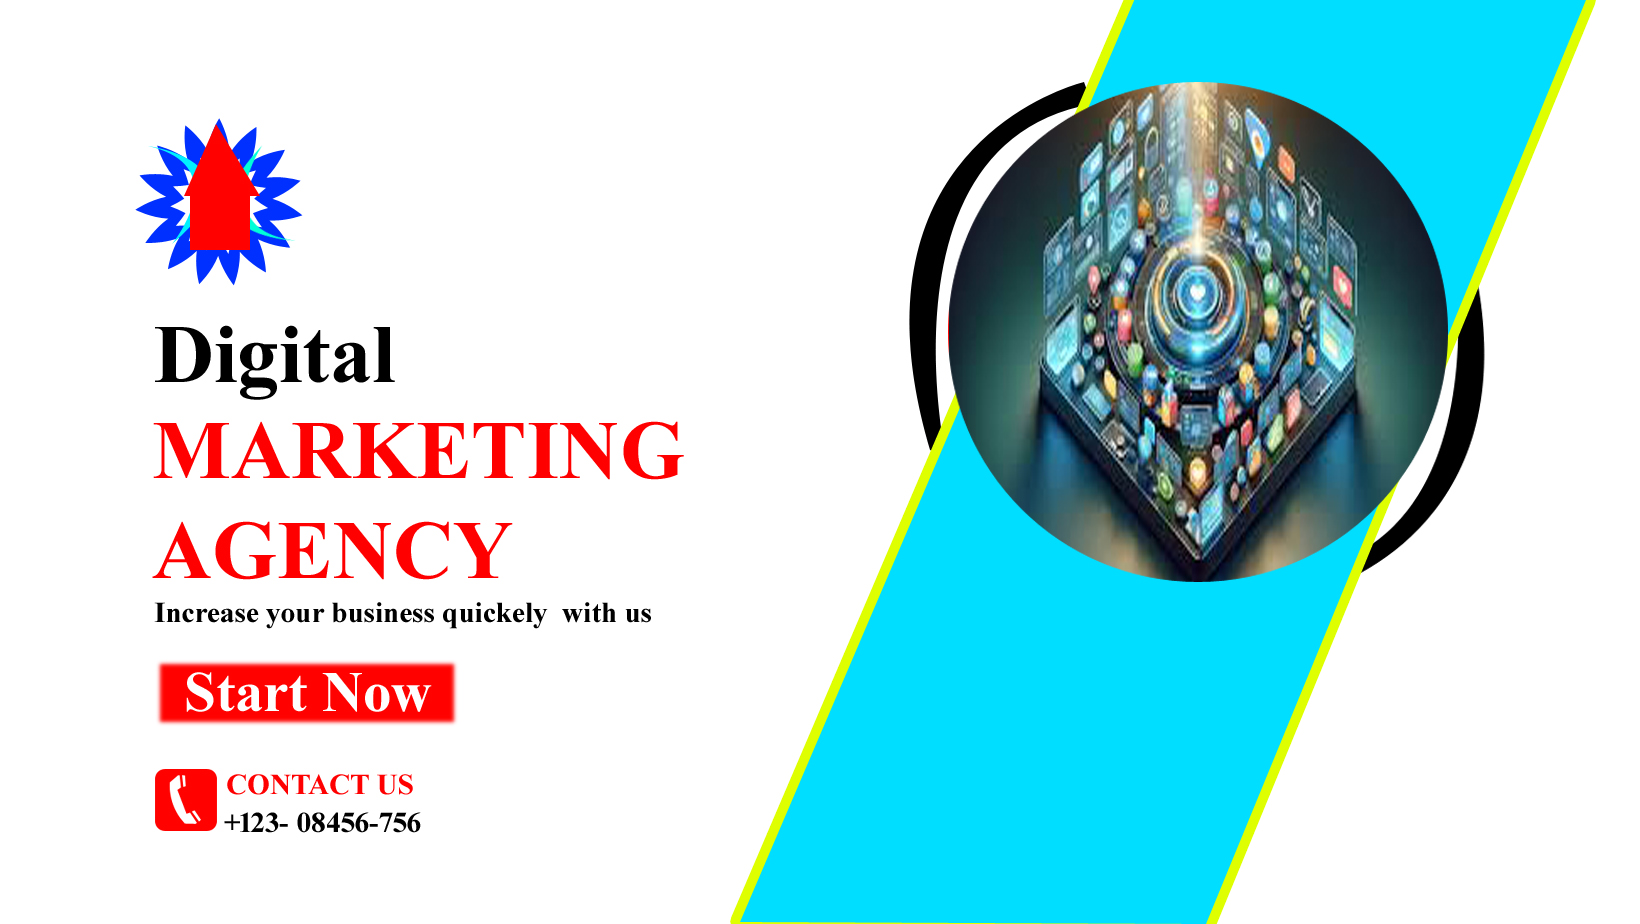 Digital
MARKETING
AGENCY
Increase your business quickely  with us
Start Now
CONTACT US
+123- 08456-756